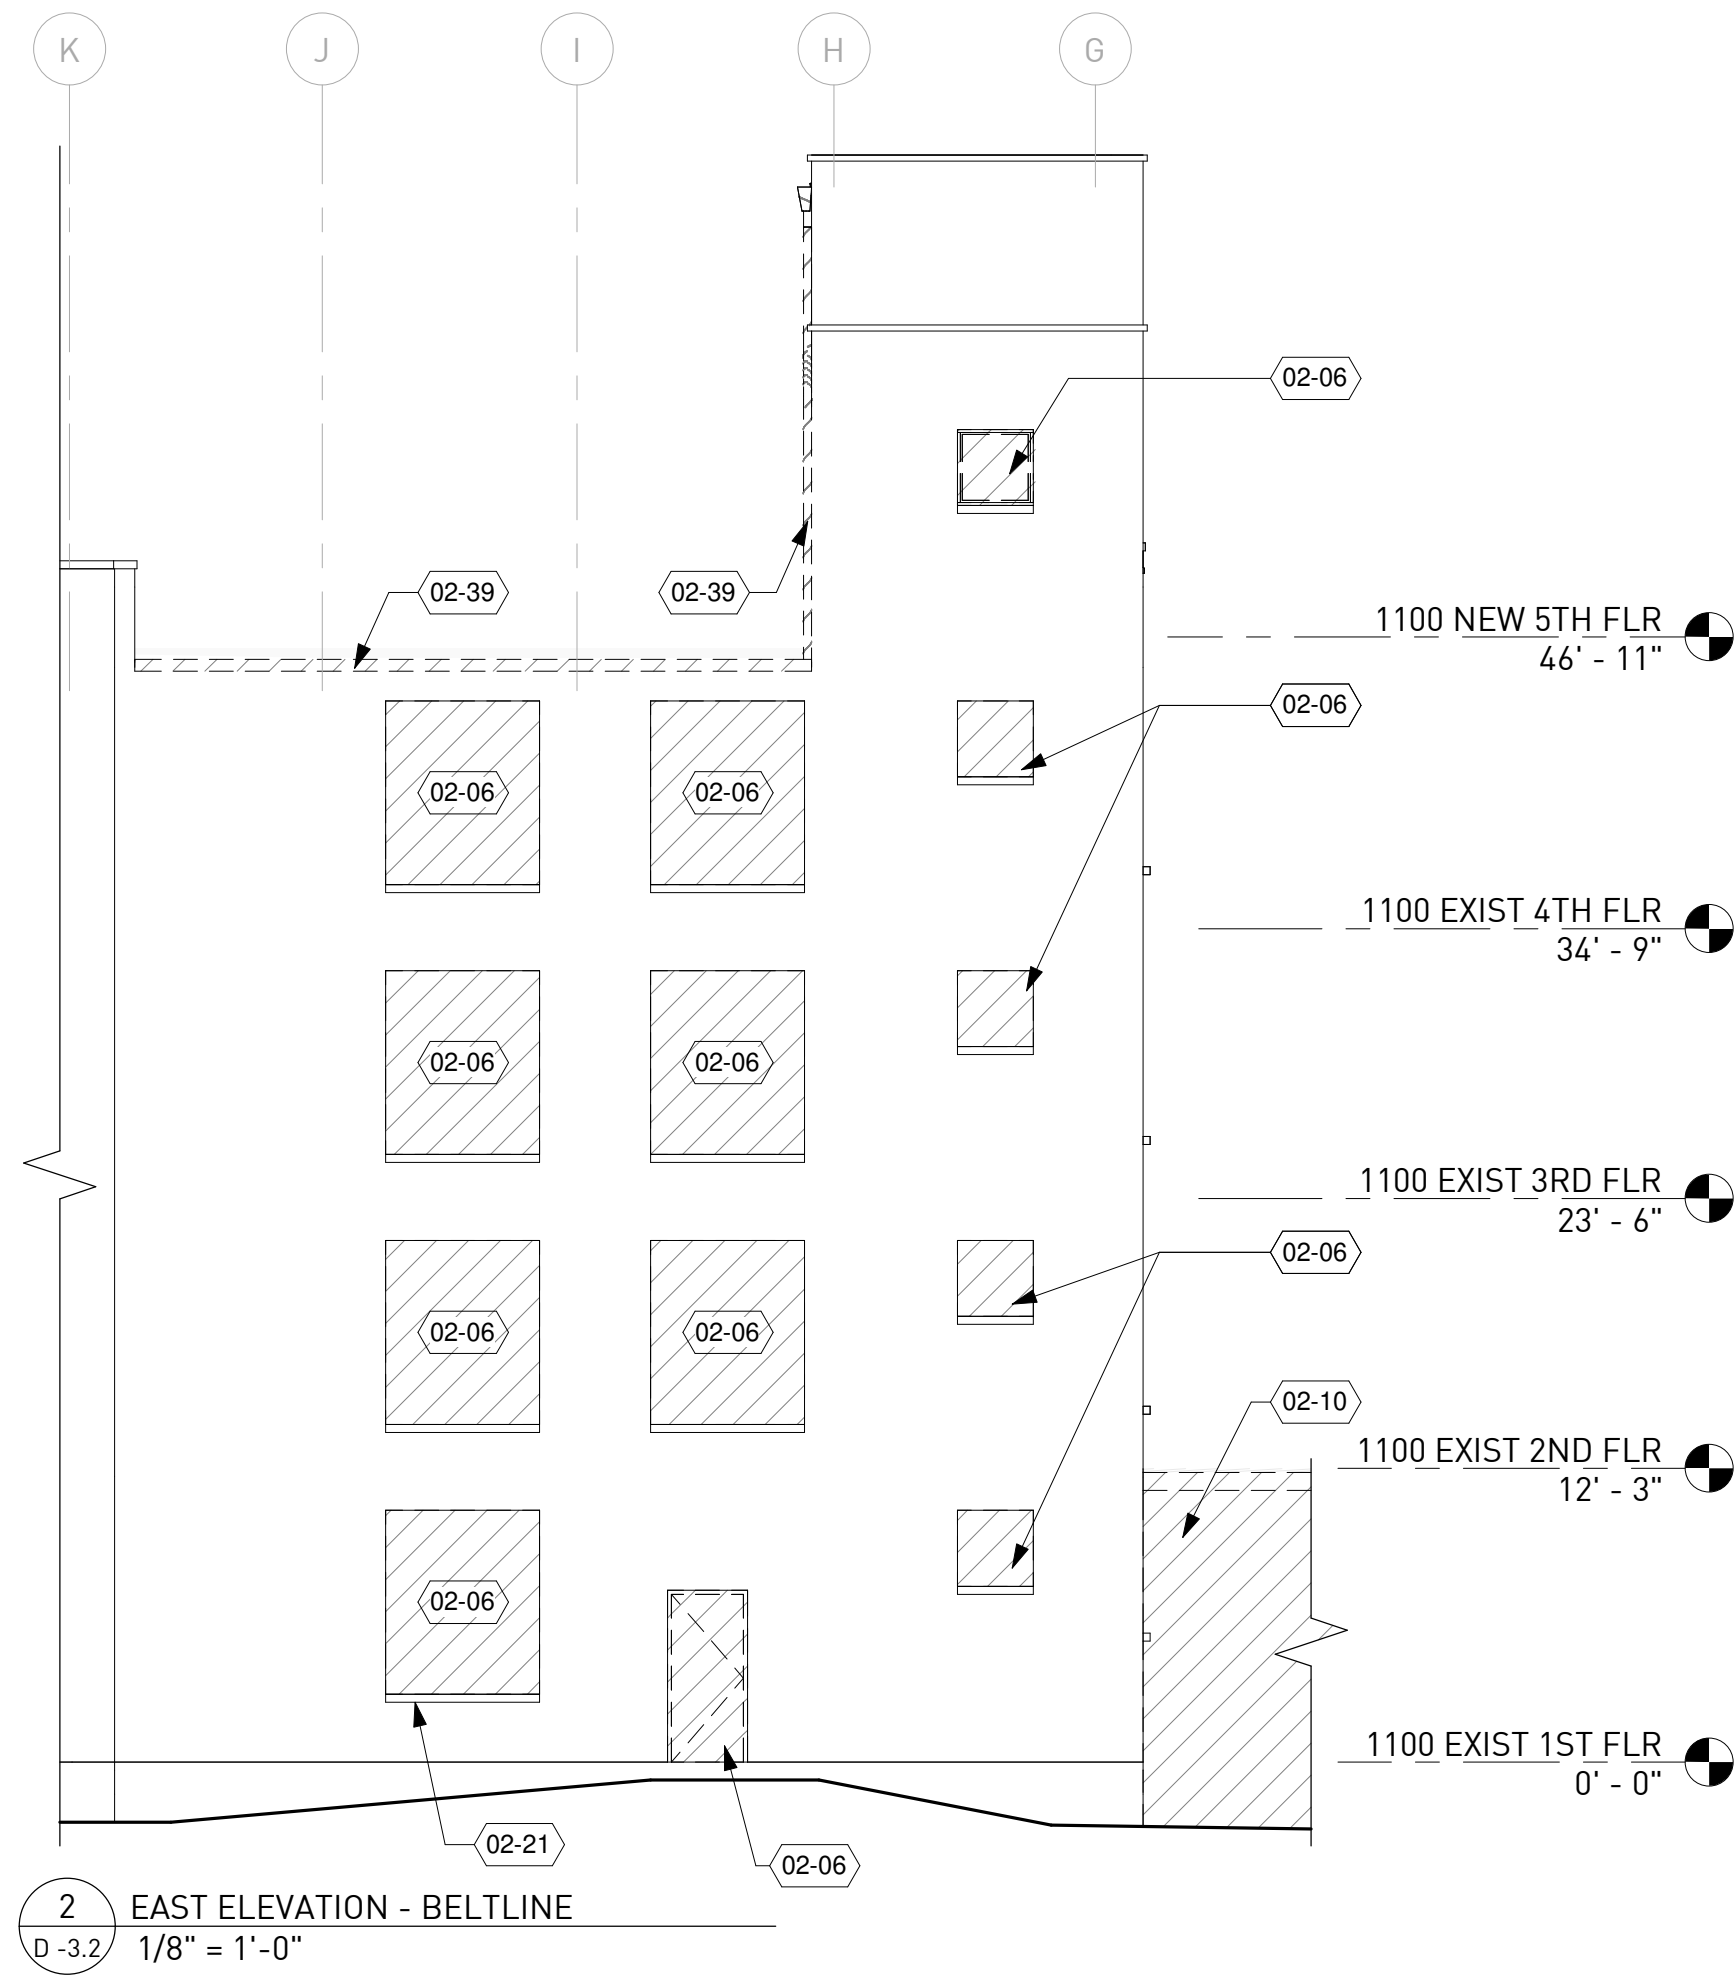 K
J
I
H
G
02-06
02-39
02-39
1100 NEW 5TH FLR
46' - 11"
02-06
02-06
02-06
1100 EXIST 4TH FLR
34' - 9"
02-06
02-06
1100 EXIST 3RD FLR
23' - 6"
02-06
02-06
02-06
02-10
1100 EXIST 2ND FLR
12' - 3"
02-06
1100 EXIST 1ST FLR
0' - 0"
02-21
02-06
2
D -3.2
EAST ELEVATION - BELTLINE
1/8" = 1'-0"